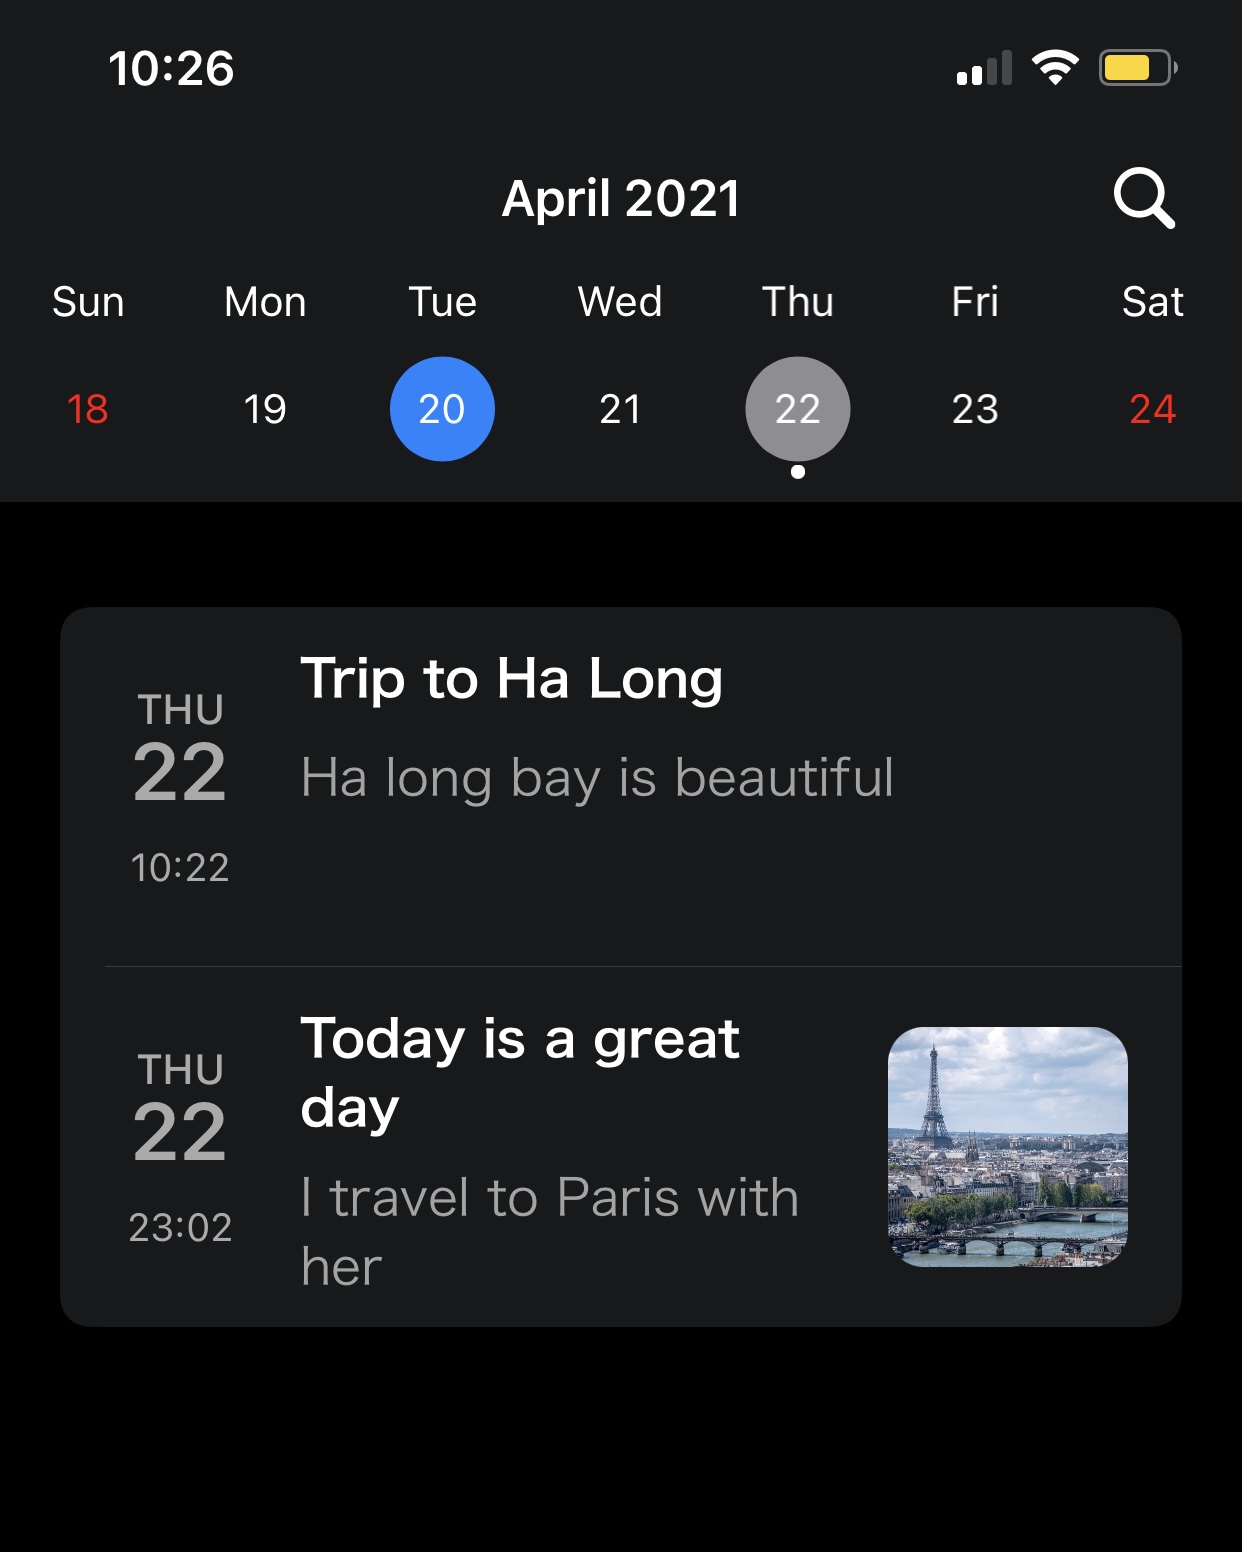 10:26
April 2021
Sun Mon Tue Wed Thu Fri Sat
18 19 20 21 22 23 24
THU
22
10:22
Trip to Ha Long
Ha long bay is beautiful
THU
22
23:02
Today is a great
day
I travel to Paris with
her